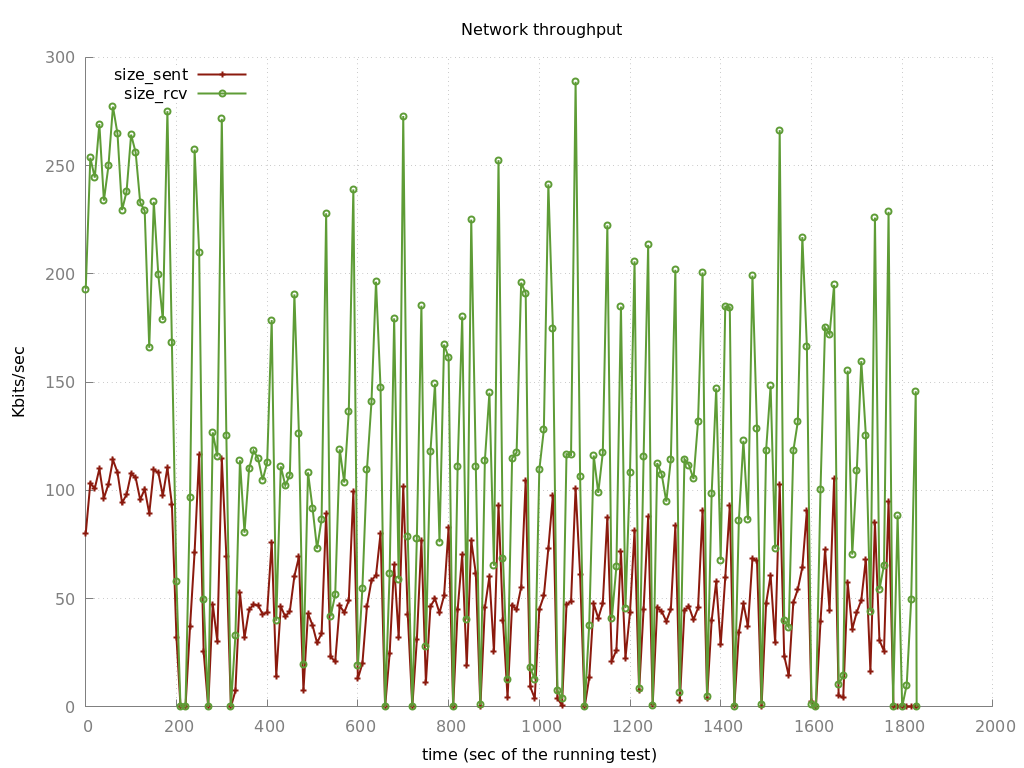 Network throughput
size_sent
size_rcv
300
250
200
150
100
50
0
Kbits/sec
0 200 400 600 800 1000 1200 1400 1600 1800 2000
time (sec of the running test)